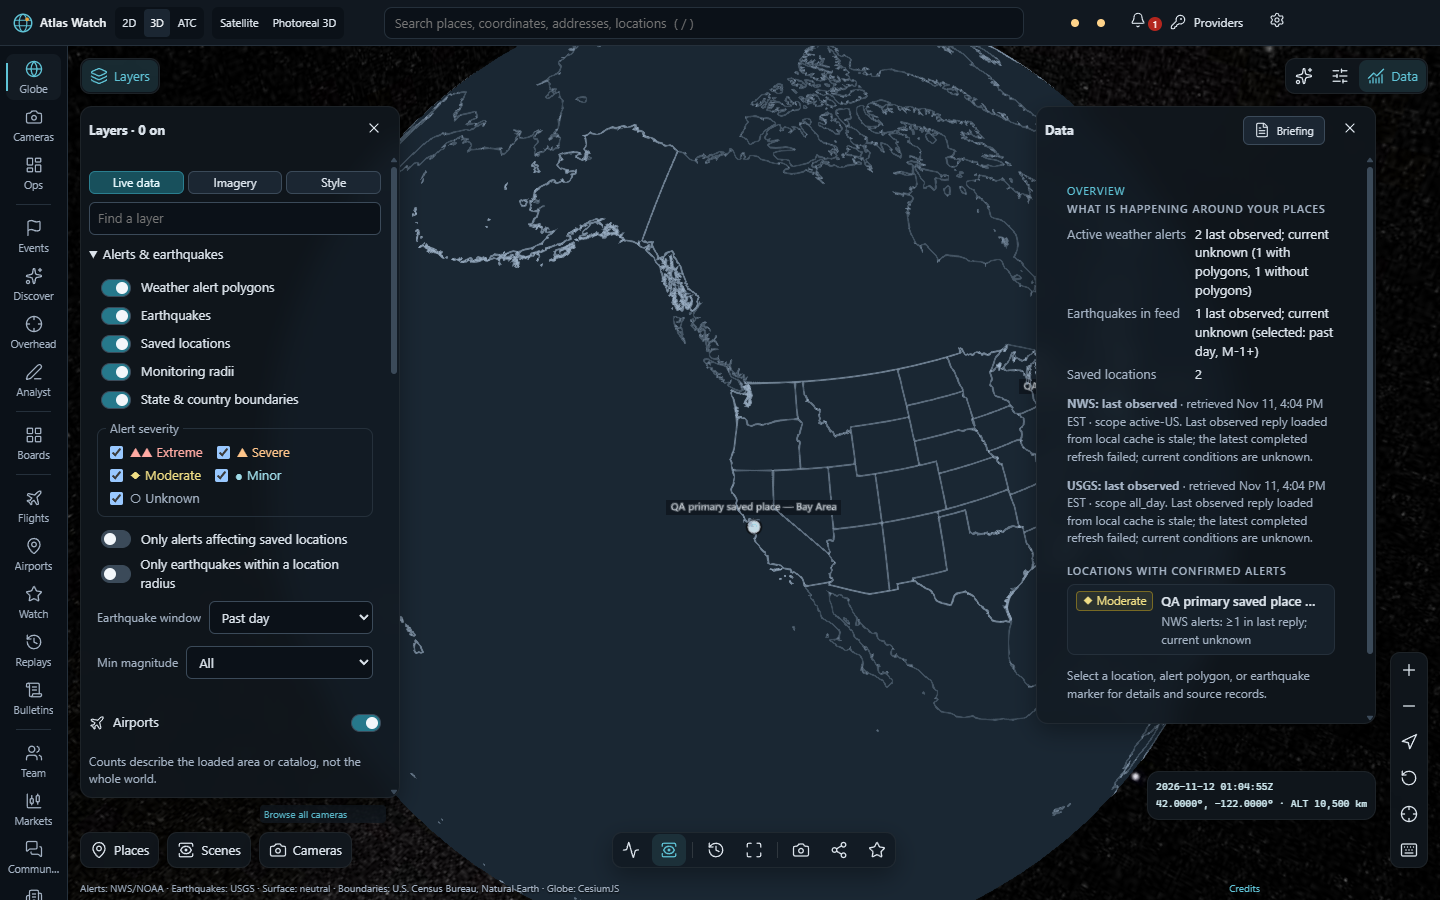 Atlas Watch
2D
3D
ATC
Satellite
Photoreal 3D
Search places, coordinates, addresses, locations ( / )
1
Providers
Globe
Cameras
Ops
Events
Discover
Overhead
Analyst
Boards
Flights
Airports
Watch
Replays
Bulletins
Team
Markets
Commun...
Layers
Layers · 0 on
Live data
Imagery
Style
Find a layer
Alerts & earthquakes
Weather alert polygons
Earthquakes
Saved locations
Monitoring radii
State & country boundaries
Alert severity
Extreme
Severe
Moderate
Minor
Unknown
Only alerts affecting saved locations
Only earthquakes within a location
radius
Earthquake window
Past day
Min magnitude
All
Airports
Counts describe the loaded area or catalog, not the
whole world.
Browse all cameras
Places
Scenes
Cameras
Alerts: NWS/NOAA · Earthquakes: USGS · Surface: neutral · Boundaries: U.S. Census Bureau, Natural Earth · Globe: CesiumJS
QA primary saved place — Bay Area
QA
Data
Data
Briefing
OVERVIEW
WHAT IS HAPPENING AROUND YOUR PLACES
Active weather alerts
2 last observed; current
unknown (1 with
polygons, 1 without
polygons)
Earthquakes in feed
1 last observed; current
unknown (selected: past
day, M-1+)
Saved locations
2
NWS: last observed · retrieved Nov 11, 4:04 PM
EST · scope active-US. Last observed reply loaded
from local cache is stale; the latest completed
refresh failed; current conditions are unknown.
USGS: last observed · retrieved Nov 11, 4:04 PM
EST · scope all_day. Last observed reply loaded
from local cache is stale; the latest completed
refresh failed; current conditions are unknown.
LOCATIONS WITH CONFIRMED ALERTS
Moderate
QA primary saved place ...
NWS alerts: ≥1 in last reply;
current unknown
Select a location, alert polygon, or earthquake
marker for details and source records.
2026-11-12 01:04:55Z
42.0000°, -122.0000° · ALT 10,500 km
Credits